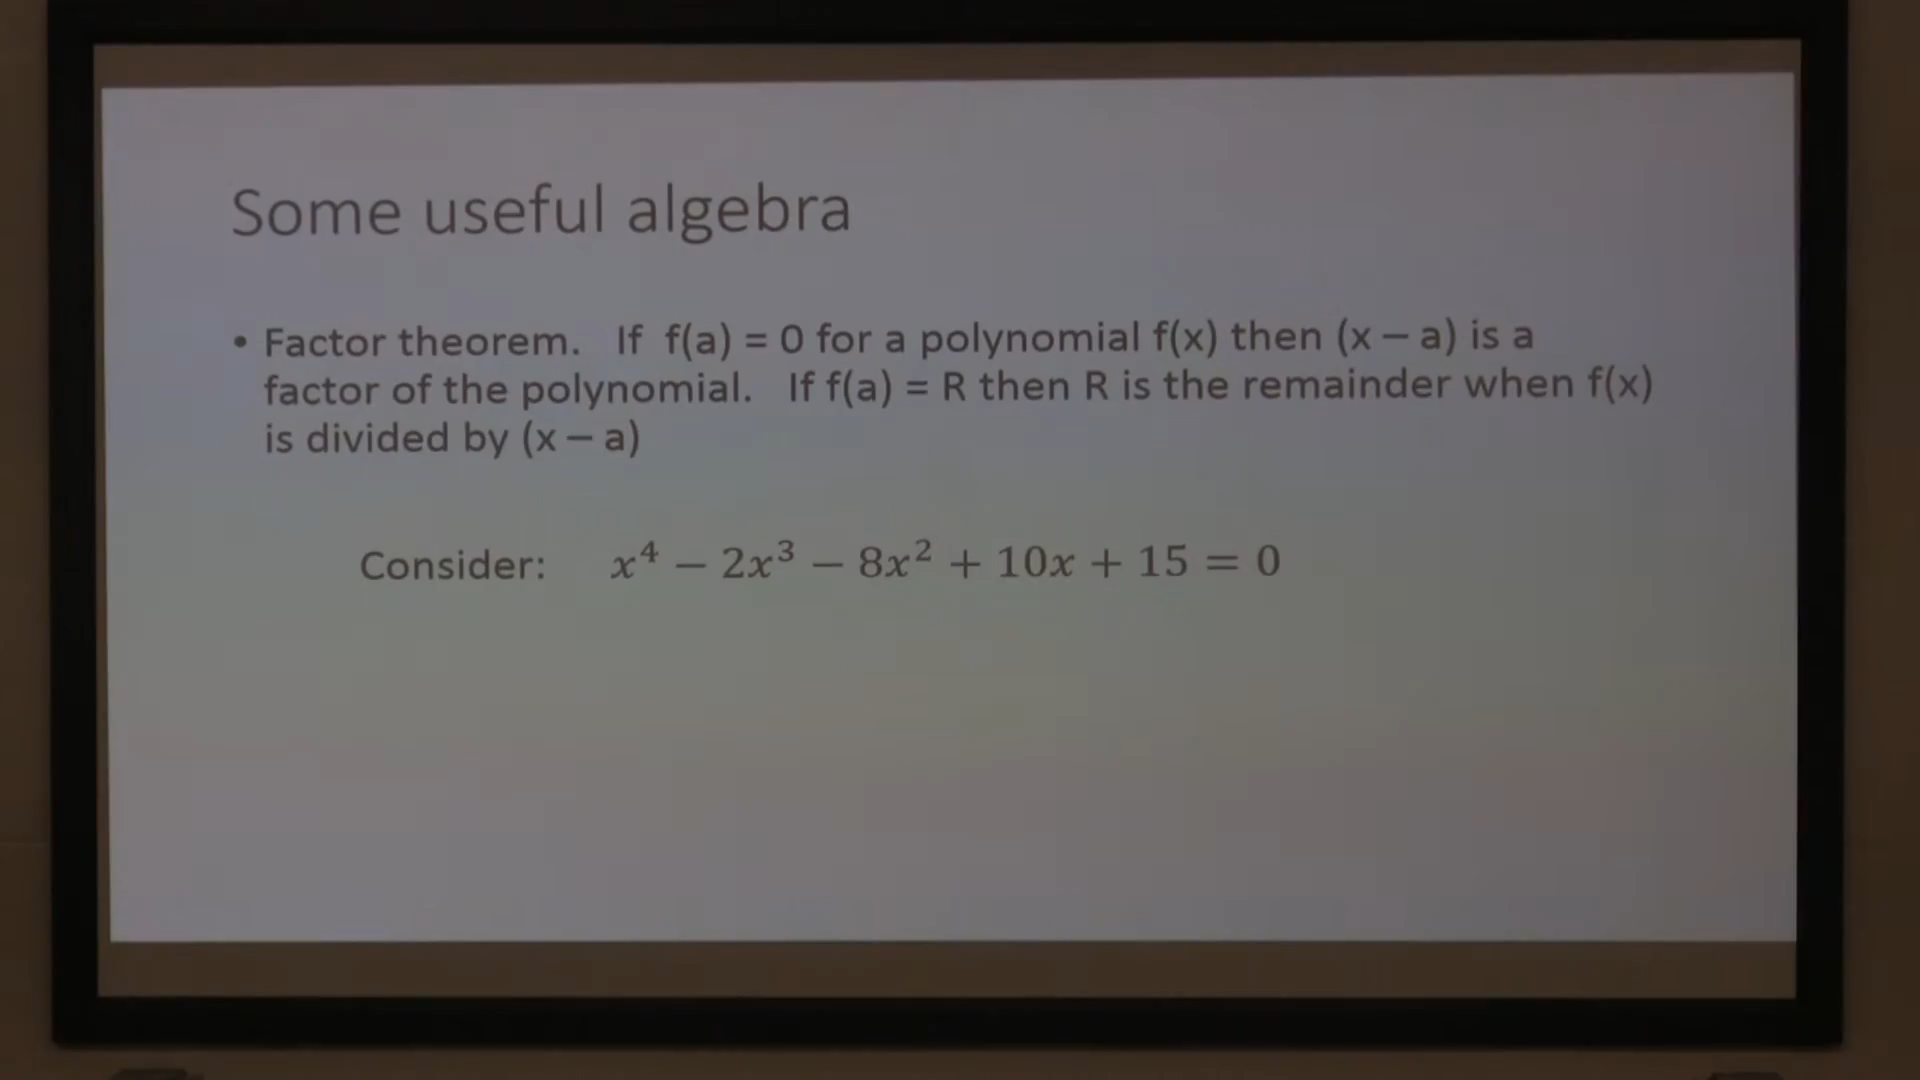 Some useful algebra
• Factor theorem. If f(a) = 0 for a polynomial f(x) then (x – a) is a
factor of the polynomial. If f(a) = R then R is the remainder when f(x)
is divided by (x – a)
Consider: x⁴ − 2x³ − 8x² + 10x + 15 = 0